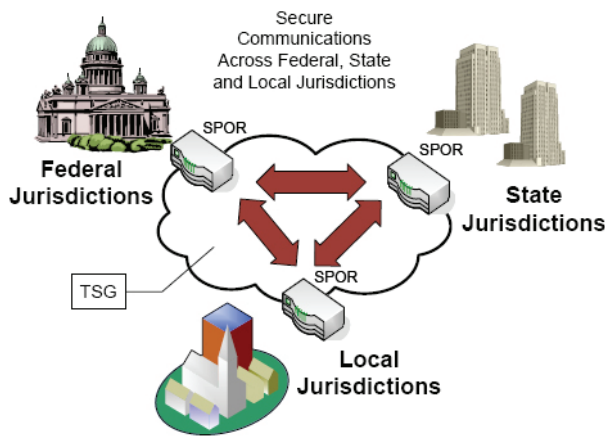 Secure
Communications
Across Federal, State
and Local Jurisdictions
SPOR
Federal
Jurisdictions
SPOR
State
Jurisdictions
TSG
SPOR
Local
Jurisdictions